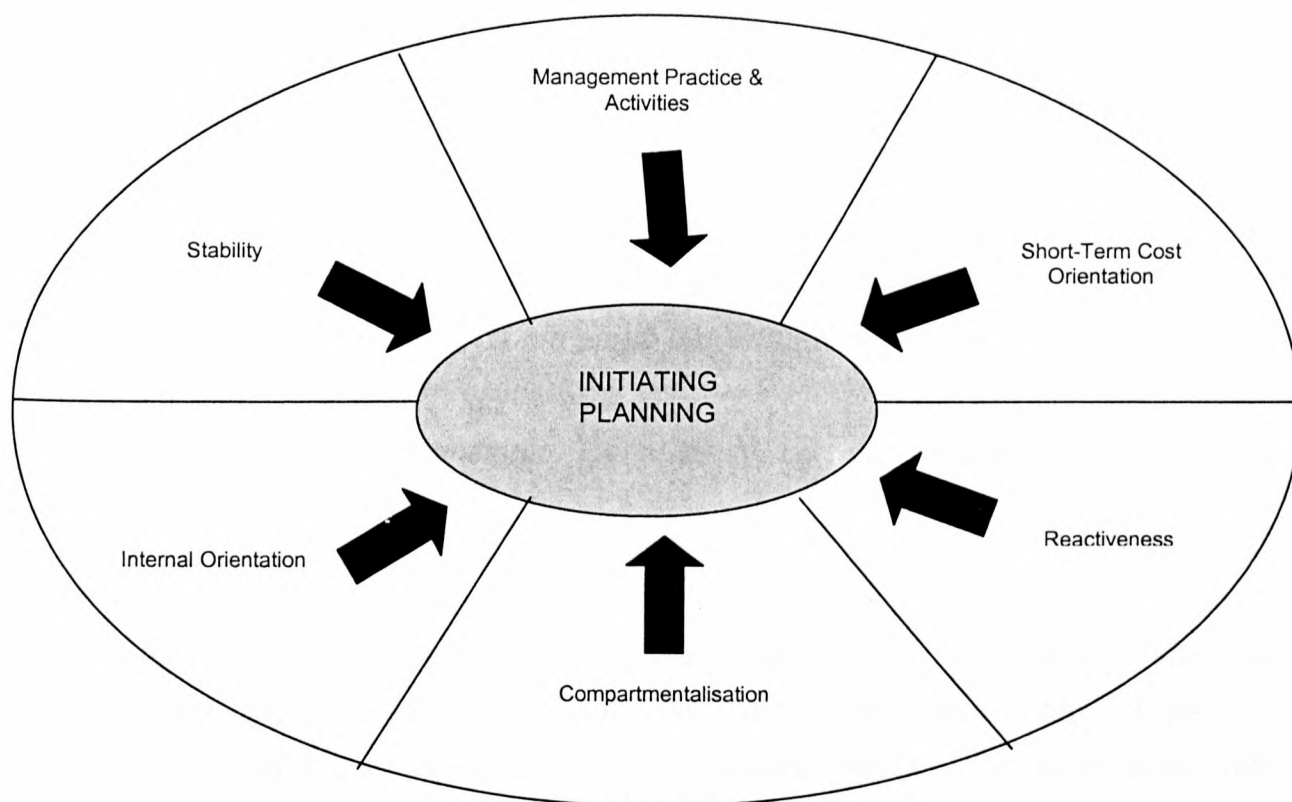 Management Practice &
Activities
Stability
Short-Term Cost
Orientation
INITIATING
PLANNING
Internal Orientation
Reactiveness
Compartmentalisation